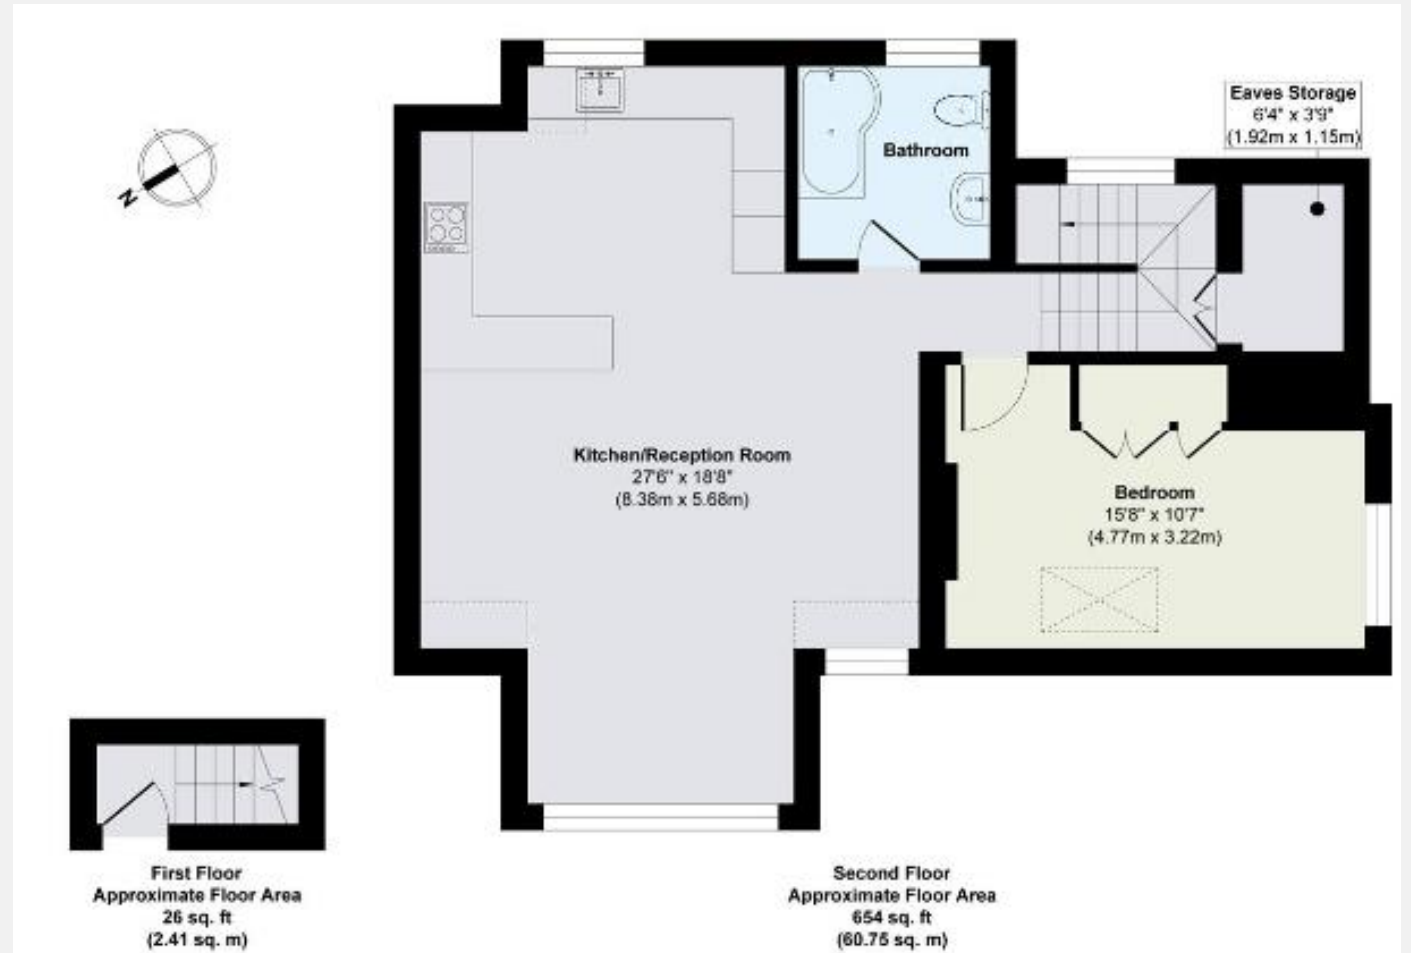 Eaves Storage
6'4" x 3'9"
(1.92m x 1.15m)
Bathroom
N
Kitchen/Reception Room
27'6" x 18'8"
(8.38m x 5.68m)
Bedroom
15'8" x 10'7"
(4.77m x 3.22m)
First Floor
Approximate Floor Area
26 sq. ft
(2.41 sq. m)
Second Floor
Approximate Floor Area
654 sq. ft
(60.75 sq. m)